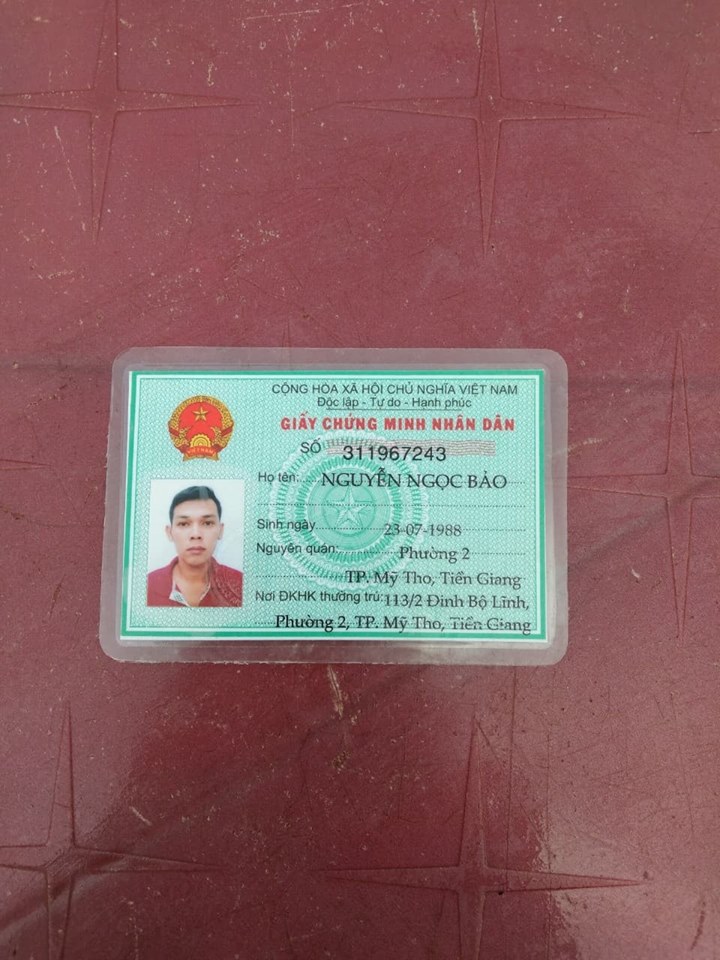 CỘNG HÒA XÃ HỘI CHỦ NGHĨA VIỆT NAM
Độc lập - Tự do - Hạnh phúc
GIẤY CHỨNG MINH NHÂN DÂN
SỐ 311967243
Họ tên: NGUYỄN NGỌC BẢO
Sinh ngày 23-07-1988
Nguyên quán: Phường 2
TP. Mỹ Tho, Tiền Giang
Nơi ĐKHK thường trú: 113/2 Đinh Bộ Lĩnh,
Phường 2, TP. Mỹ Tho, Tiền Giang
VIỆT NAM